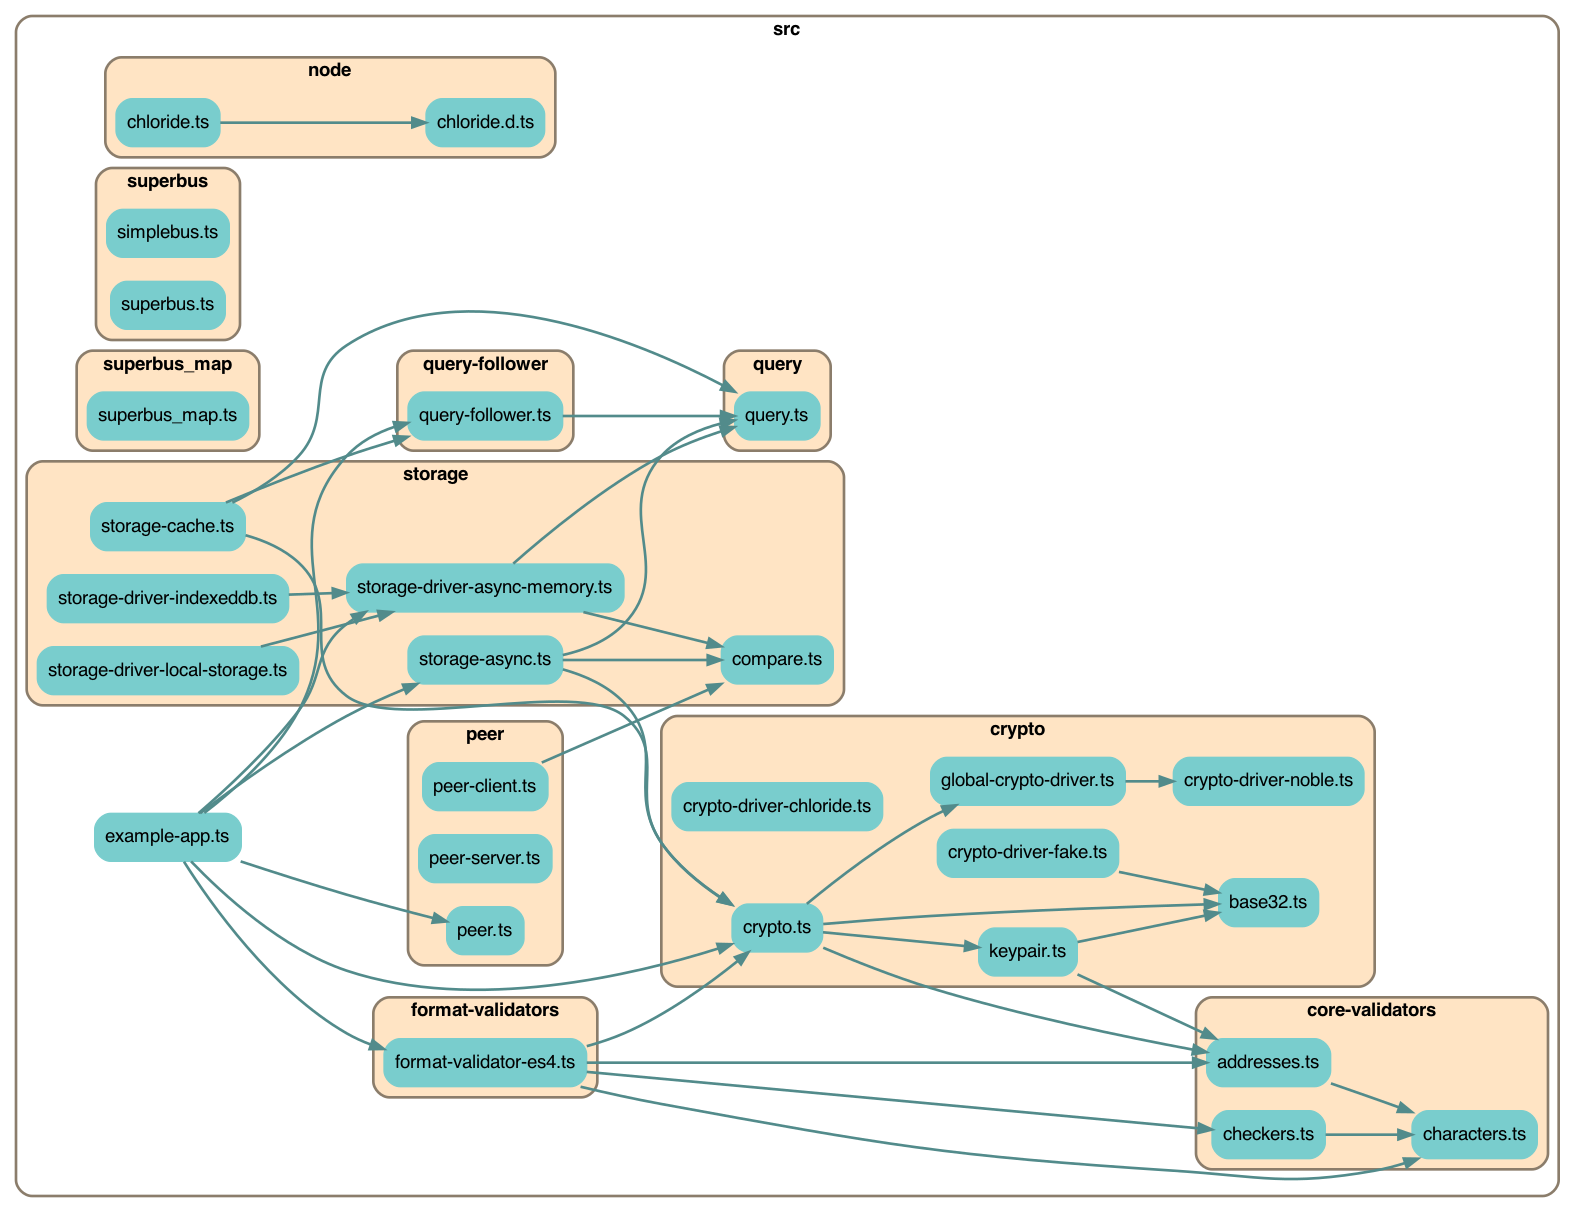 src
node
chloride.ts
chloride.d.ts
superbus
simplebus.ts
superbus.ts
superbus_map
superbus_map.ts
query-follower
query-follower.ts
query
query.ts
storage
storage-cache.ts
storage-driver-indexeddb.ts
storage-driver-async-memory.ts
storage-driver-local-storage.ts
storage-async.ts
compare.ts
peer
peer-client.ts
peer-server.ts
peer.ts
example-app.ts
crypto
crypto-driver-chloride.ts
global-crypto-driver.ts
crypto-driver-noble.ts
crypto-driver-fake.ts
base32.ts
crypto.ts
keypair.ts
format-validators
format-validator-es4.ts
core-validators
addresses.ts
checkers.ts
characters.ts